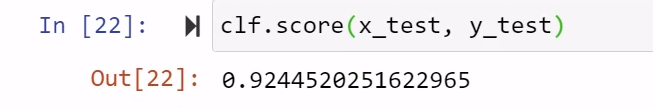 In [22]: clf.score(x_test, y_test)
Out[22]: 0.9244520251622965